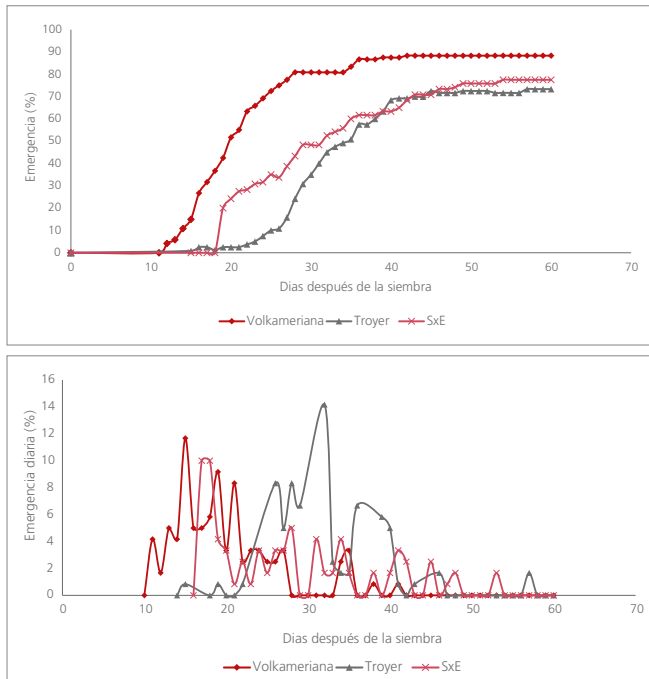 100
90
80
70
60
50
40
30
20
10
0
Emergencia (%)
0 10 20 30 40 50 60 70
Dias después de la siembra
Volkameriana Troyer SxE
16
14
12
10
8
6
4
2
0
Emergencia diaria (%)
0 10 20 30 40 50 60 70
Dias después de la siembra
Volkameriana Troyer SxE